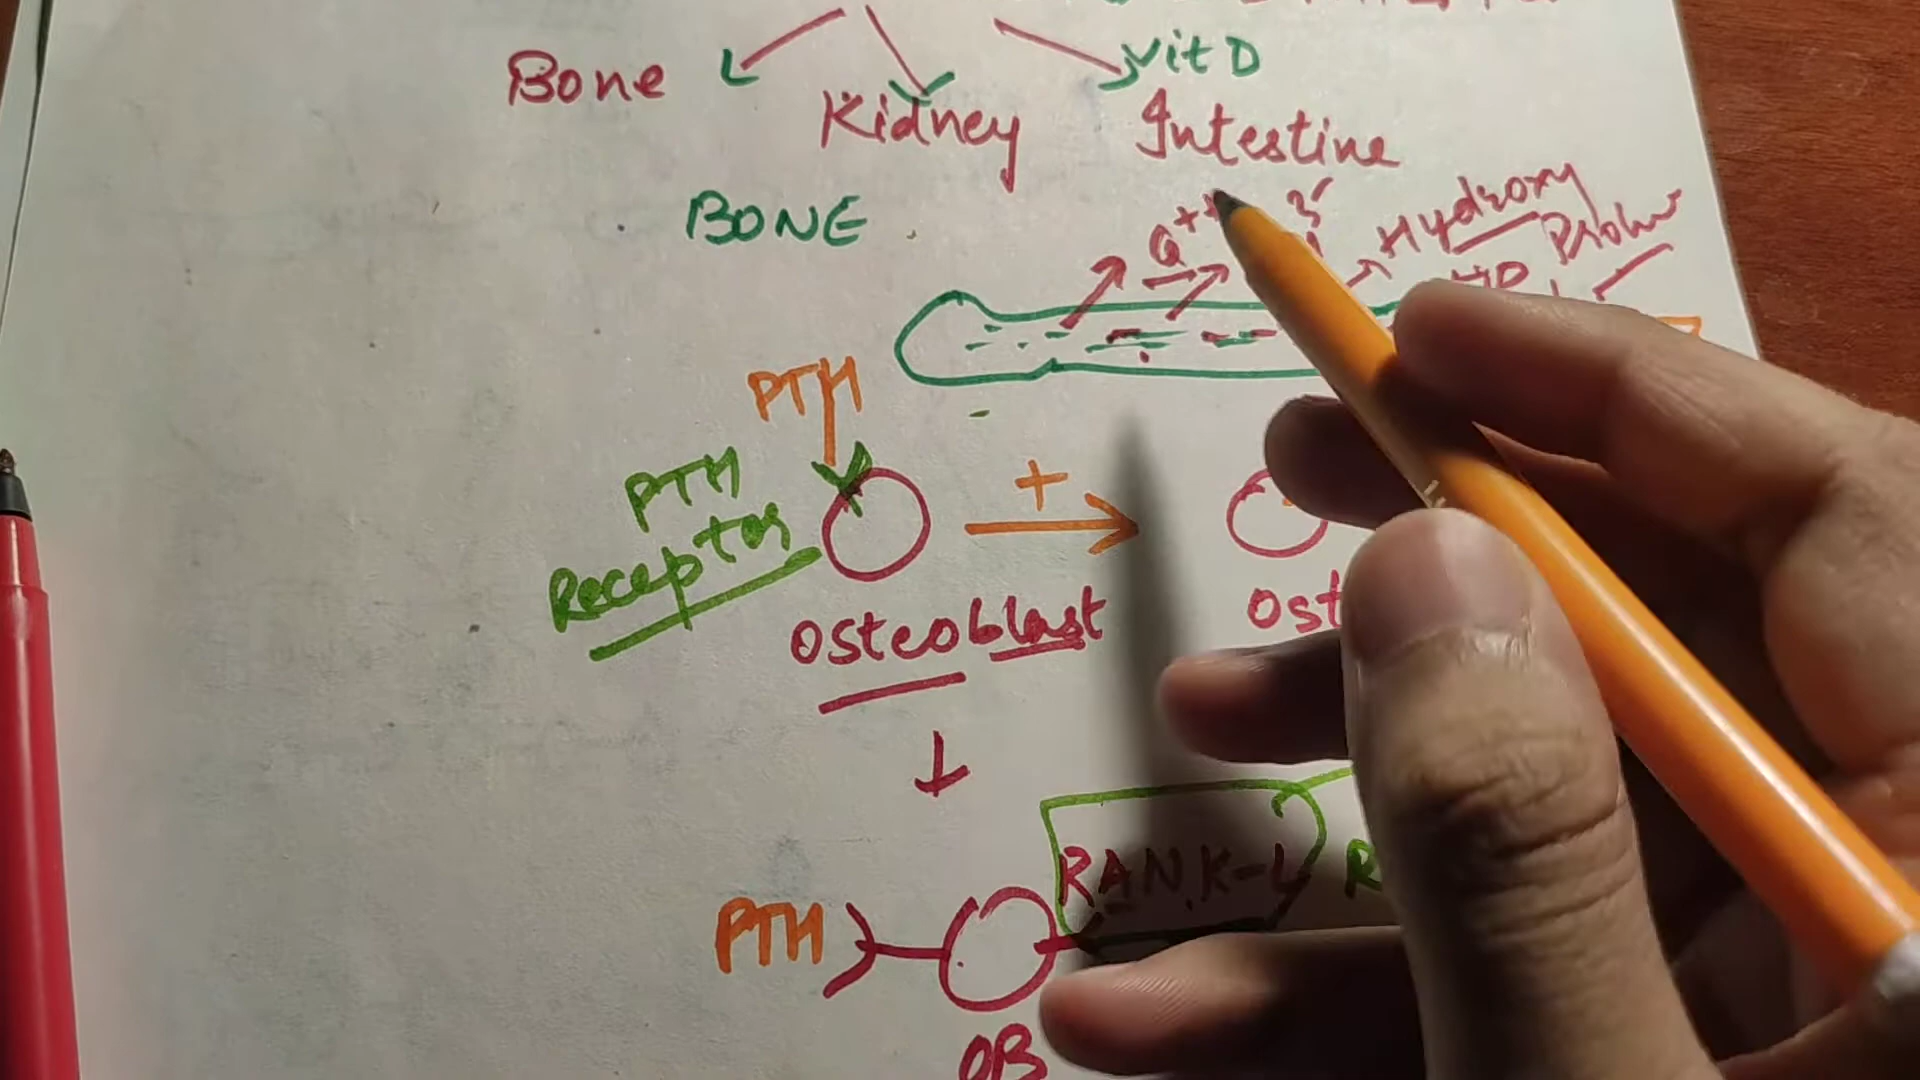 Bone
Kidney
Vit D
Intestine
BONE
Hydroxy
PTH
PTH
Receptor
+
Osteoblast
Ost
RANK-L
R
PTH
OB